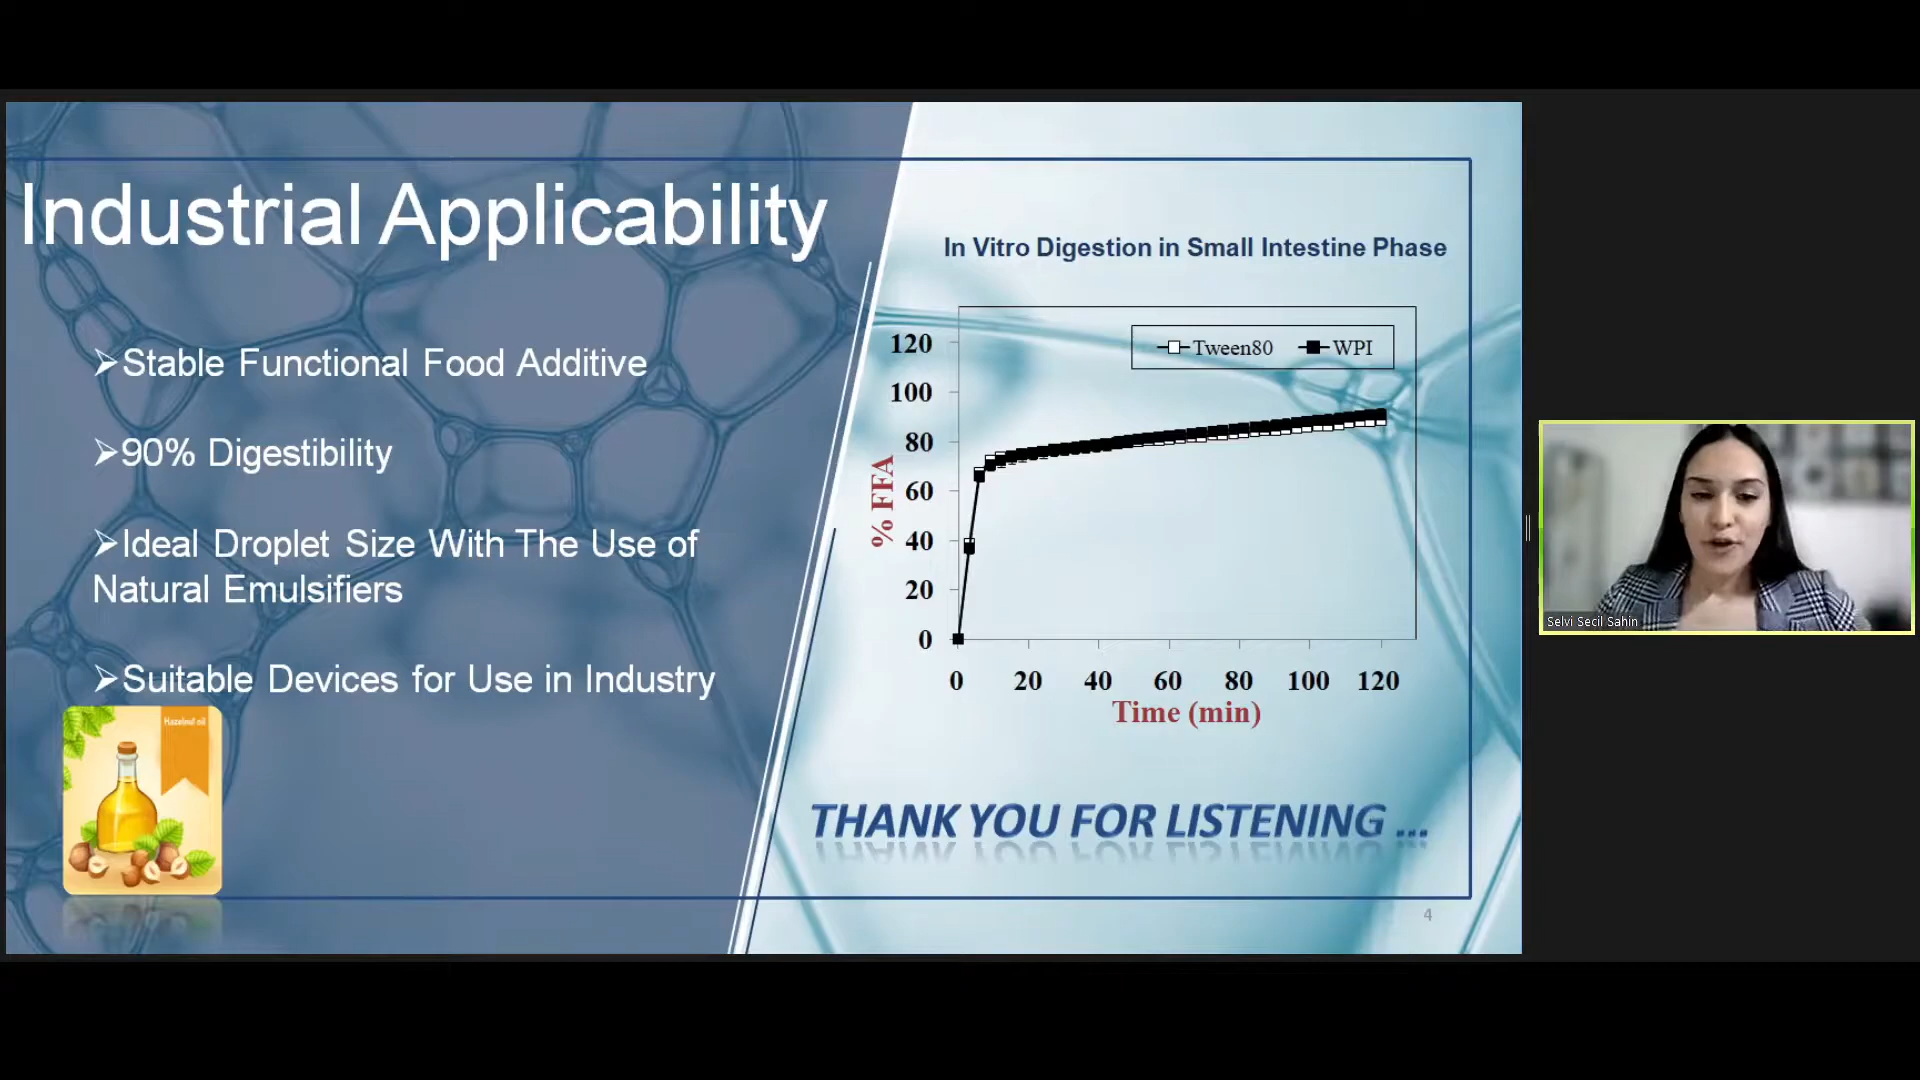 Industrial Applicability
➢Stable Functional Food Additive
➢90% Digestibility
➢Ideal Droplet Size With The Use of
Natural Emulsifiers
➢Suitable Devices for Use in Industry
Hazelnut oil
In Vitro Digestion in Small Intestine Phase
Tween80 WPI
120
100
80
60
40
20
0
% FFA
0 20 40 60 80 100 120
Time (min)
THANK YOU FOR LISTENING ...
4
Selvi Secil Sahin